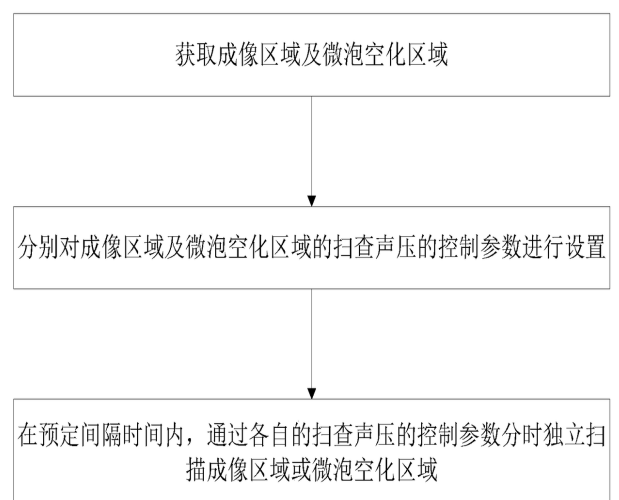 获取成像区域及微泡空化区域
分别对成像区域及微泡空化区域的扫查声压的控制参数进行设置
在预定间隔时间内，通过各自的扫查声压的控制参数分时独立扫
描成像区域或微泡空化区域